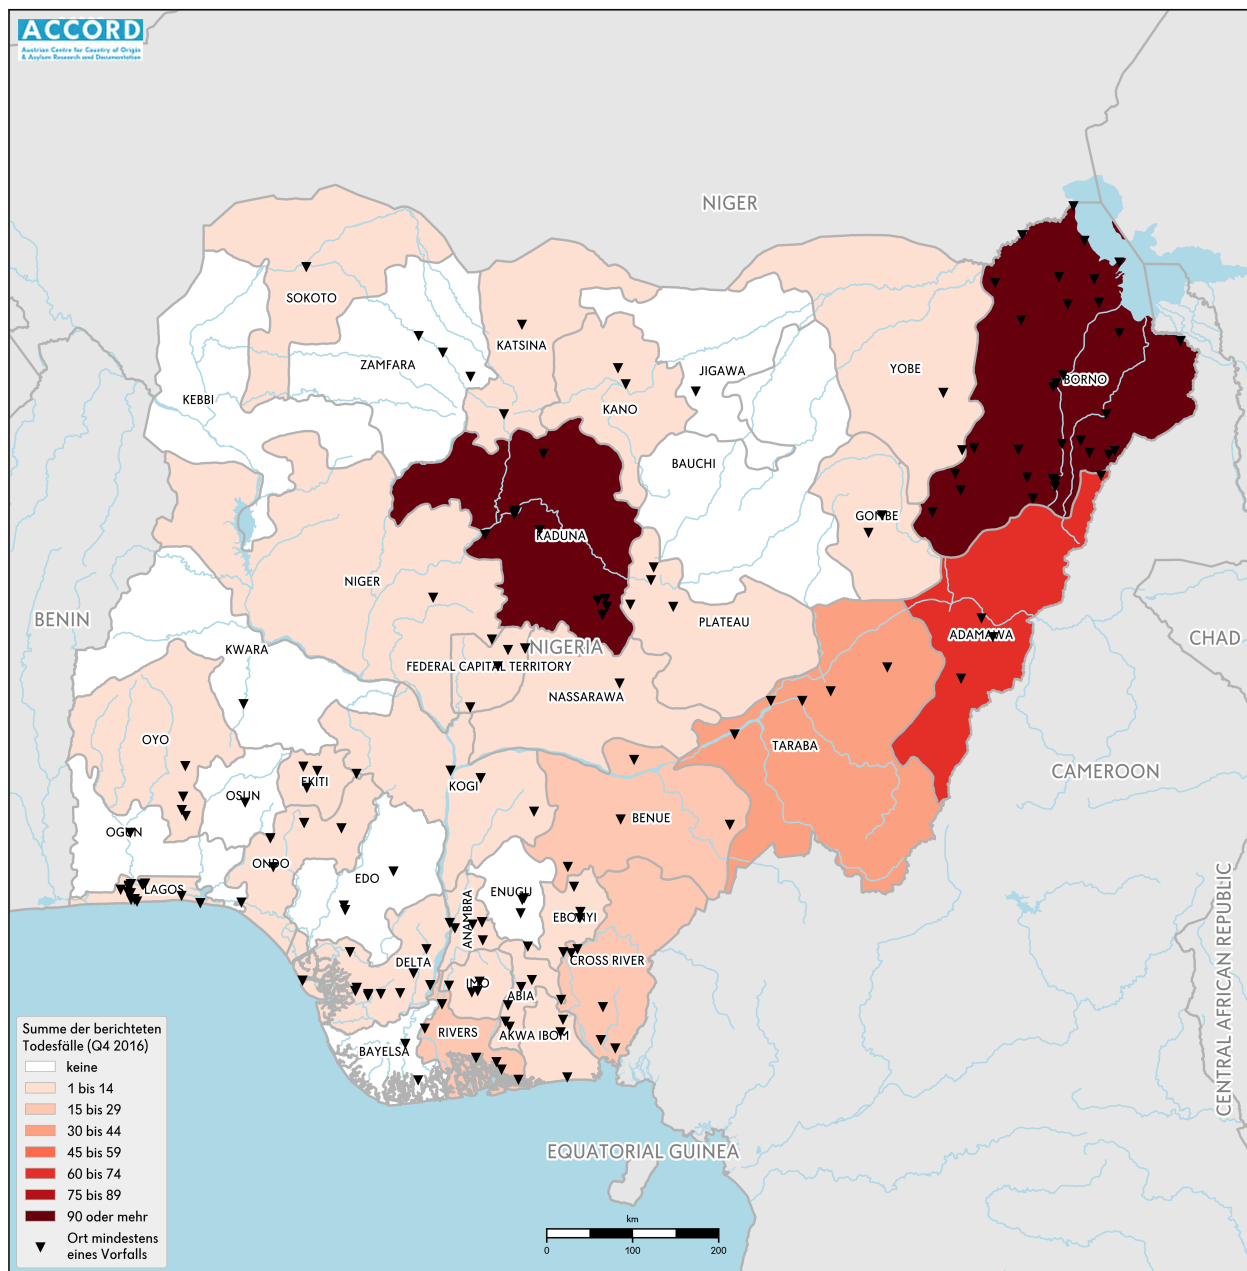 ACCORD
Austrian Centre for Country of Origin
& Asylum Research and Documentation
NIGER
SOKOTO
KATSINA
ZAMFARA
JIGAWA
YOBE
BORNO
KEBBI
KANO
BAUCHI
GOMBE
KADUNA
NIGER
BENIN
PLATEAU
ADAMAWA
CHAD
NIGERIA
KWARA
FEDERAL CAPITAL TERRITORY
NASSARAWA
OYO
TARABA
CAMEROON
EKITI
KOGI
OSUN
BENUE
OGUN
ONDO
EDO
LAGOS
ENUGU
ANAMBRA
EBONYI
DELTA
CROSS RIVER
IMO
ABIA
RIVERS
AKWA IBOM
BAYELSA
CENTRAL AFRICAN REPUBLIC
EQUATORIAL GUINEA
Summe der berichteten
Todesfälle (Q4 2016)
keine
1 bis 14
15 bis 29
30 bis 44
45 bis 59
60 bis 74
75 bis 89
90 oder mehr
Ort mindestens
eines Vorfalls
km
0 100 200